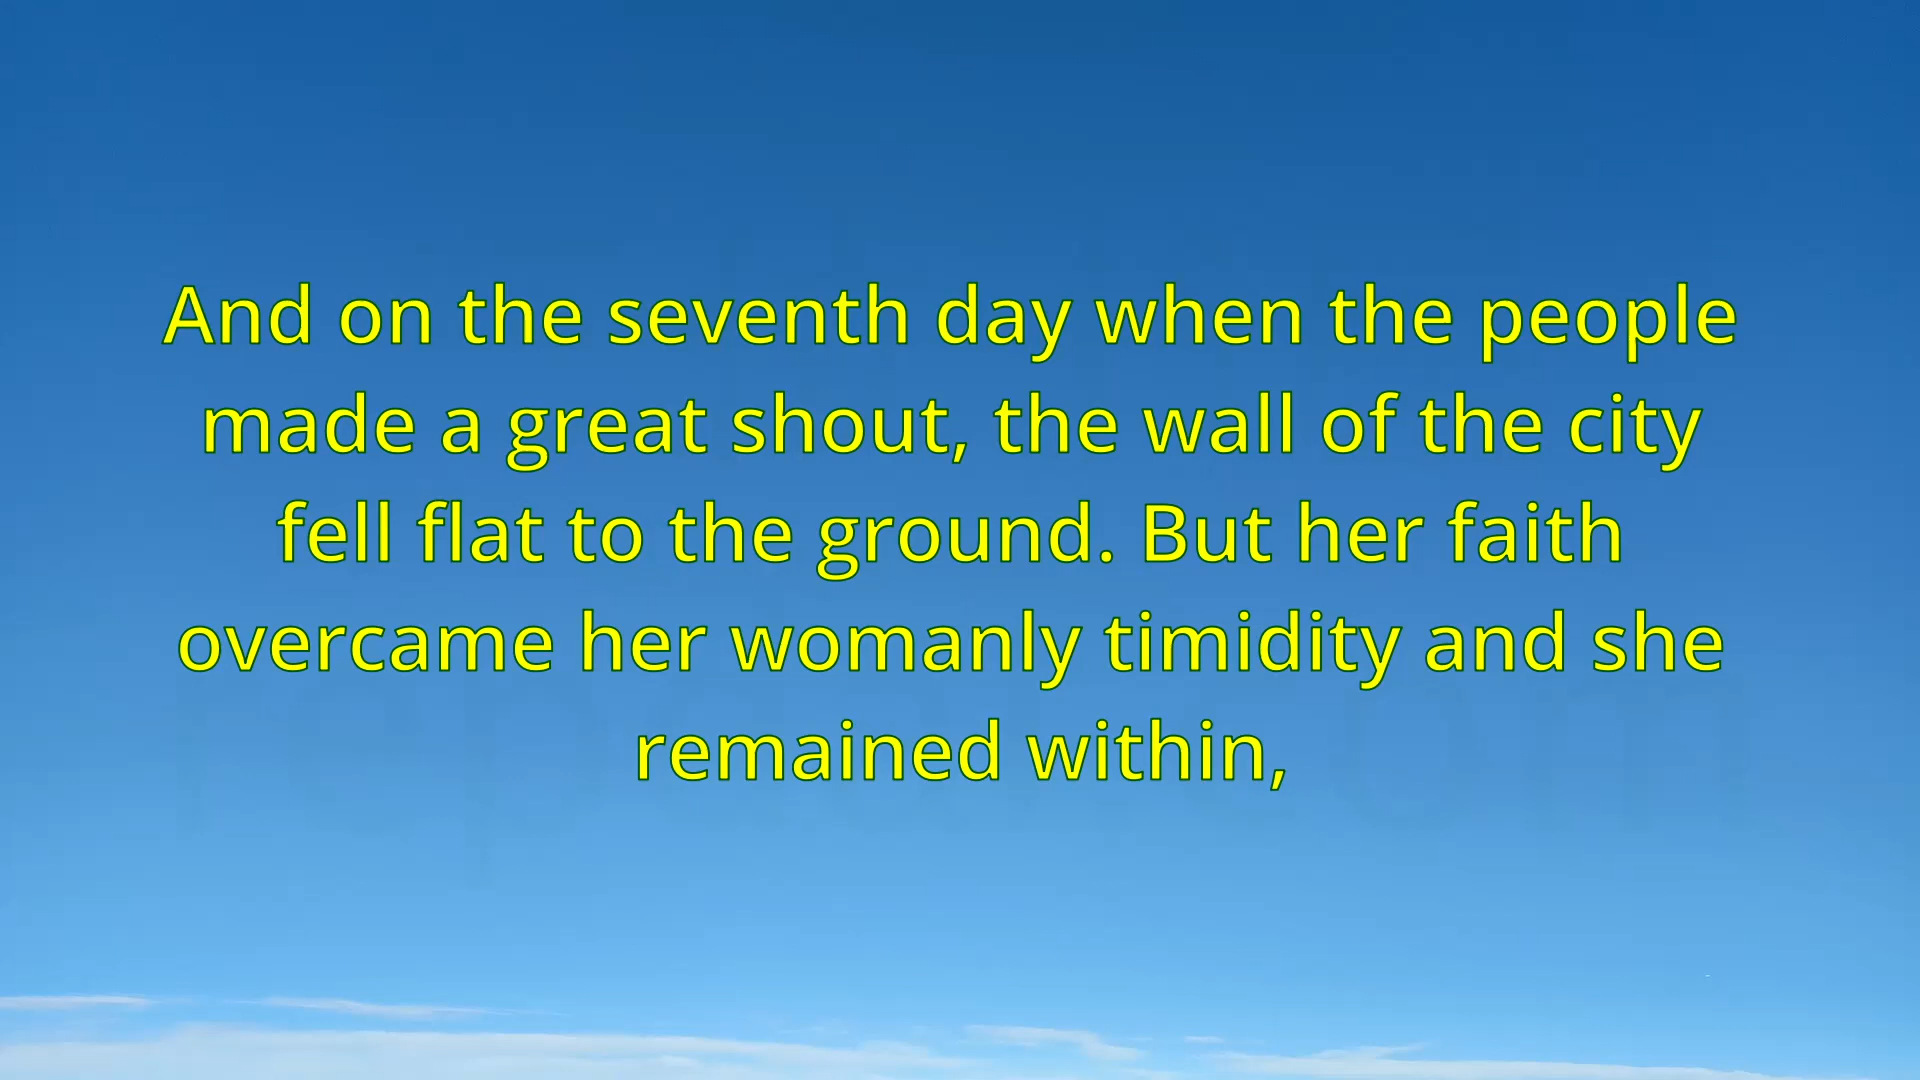 And on the seventh day when the people
made a great shout, the wall of the city
fell flat to the ground. But her faith
overcame her womanly timidity and she
remained within,